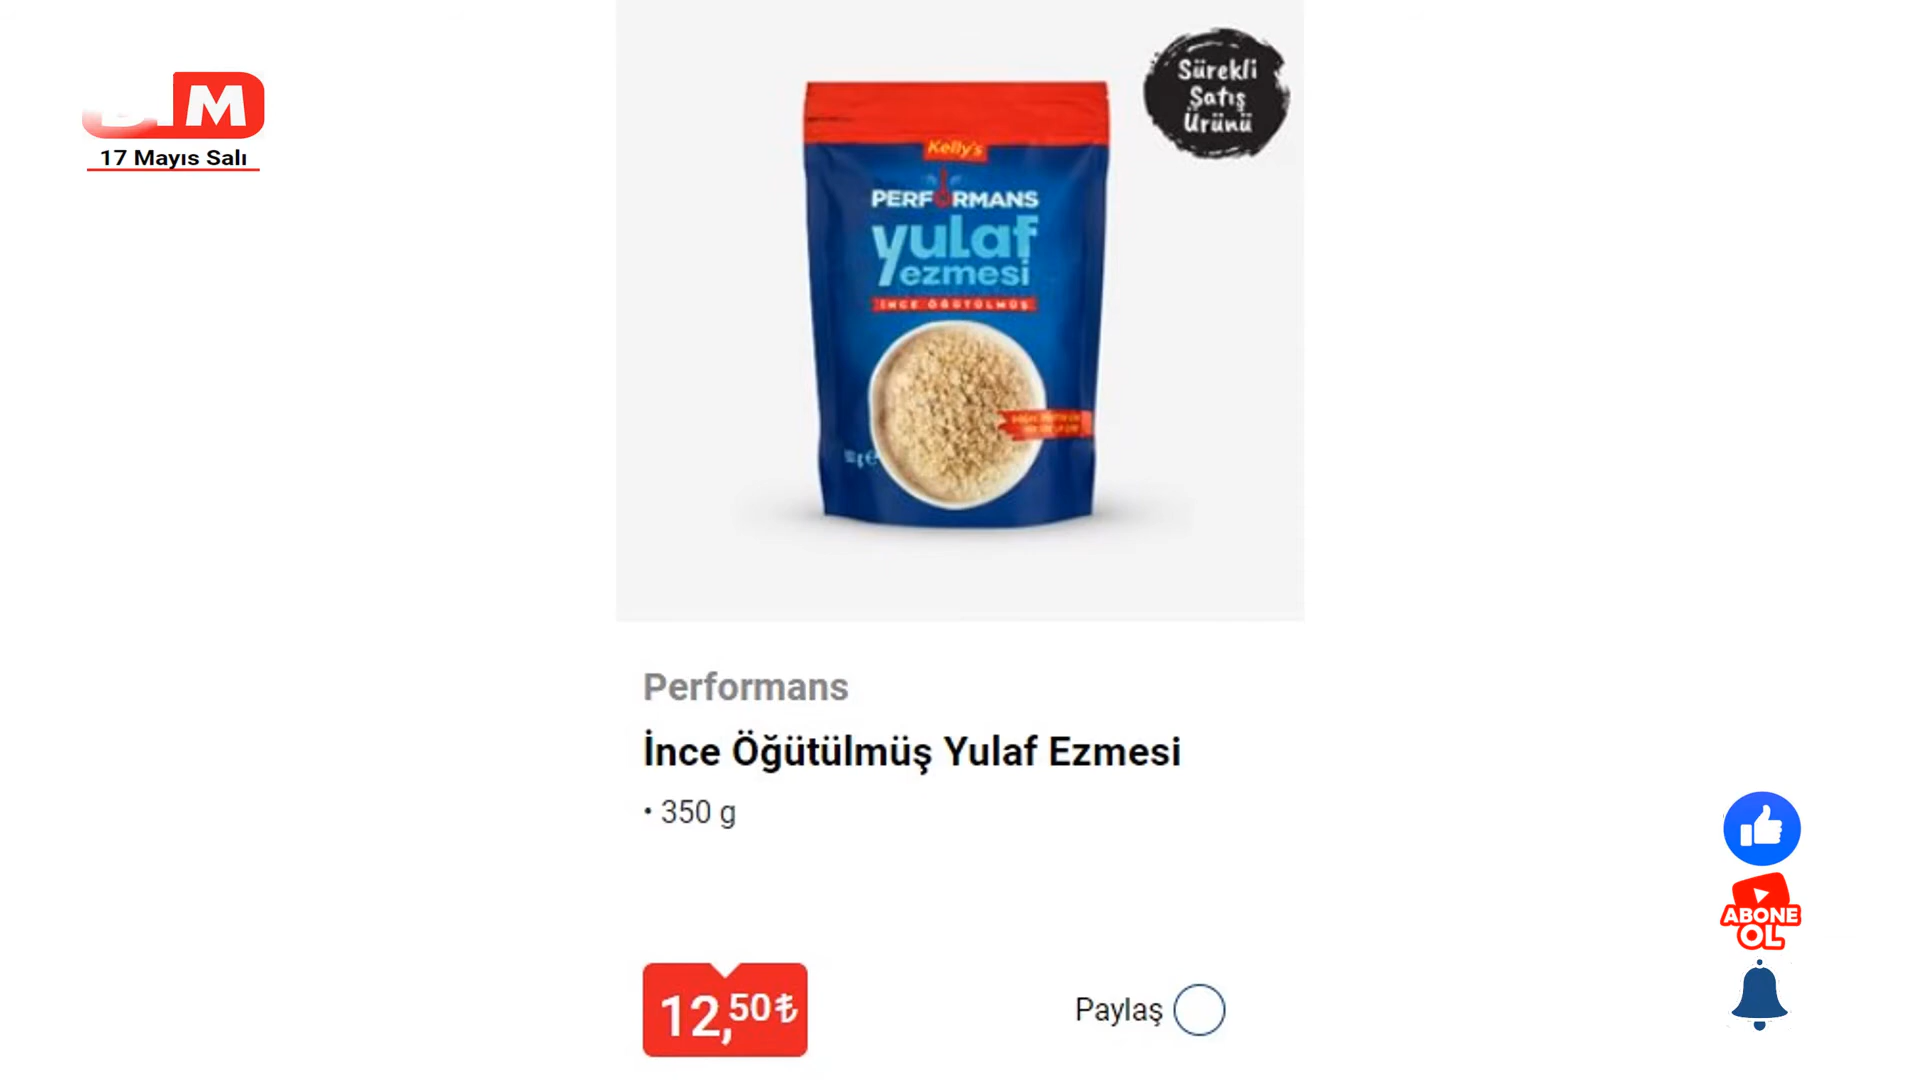 BİM
17 Mayıs Salı
Sürekli
Satış
Ürünü
Kelly's
PERFORMANS
yulaf
ezmesi
İNCE ÖĞÜTÜLMÜŞ
Performans
İnce Öğütülmüş Yulaf Ezmesi
• 350 g
12,50₺
Paylaş
ABONE
OL